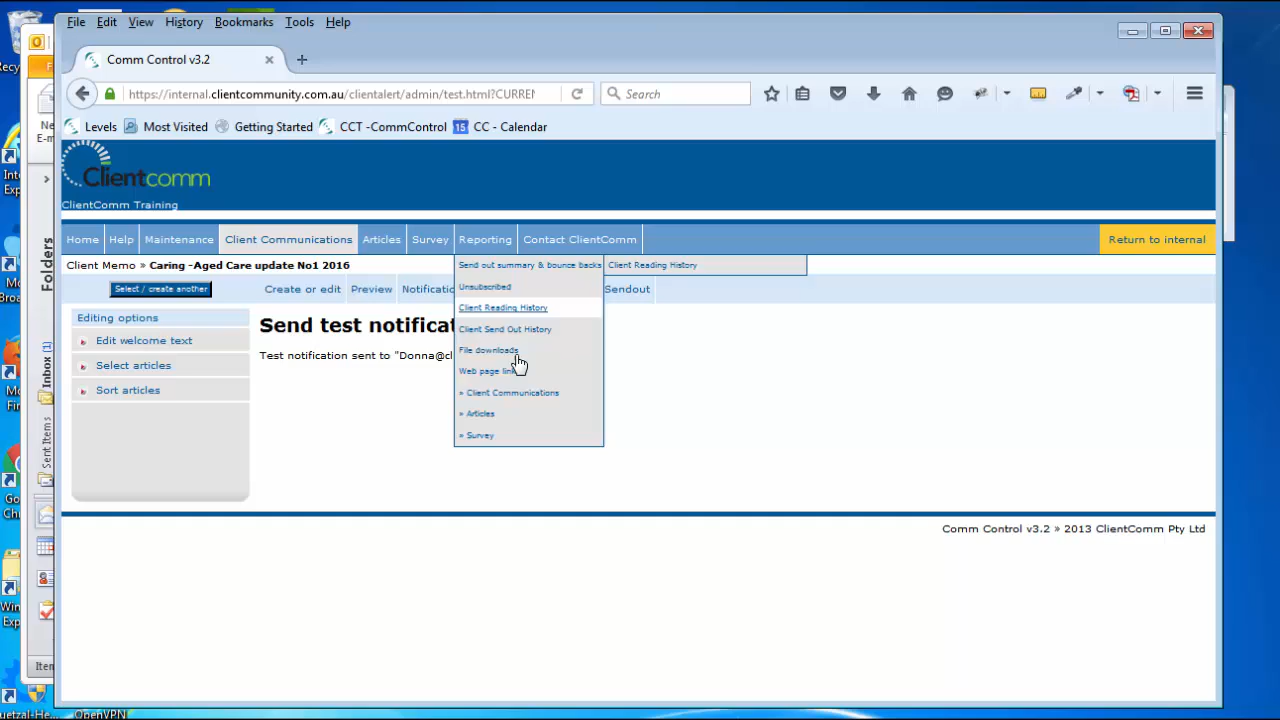 File Edit View History Bookmarks Tools Help
Comm Control v3.2
https://internal.clientcommunity.com.au/clientalert/admin/test.html?CURREN
Search
Levels Most Visited Getting Started CCT -CommControl 15 CC - Calendar
Clientcomm
ClientComm Training
Home Help Maintenance Client Communications Articles Survey Reporting Contact ClientComm Return to internal
Client Memo » Caring -Aged Care update No1 2016
Send out summary & bounce backs Client Reading History
Select / create another Create or edit Preview Sendout
Unsubscribed
Client Reading History
Client Send Out History
File downloads
Web page
» Client Communications
» Articles
» Survey
Editing options
Edit welcome text
Select articles
Sort articles
Send test
Test notification sent to
Comm Control v3.2 » 2013 ClientComm Pty Ltd
Folders
Inbox (1)
Sent Items
OpenVPN